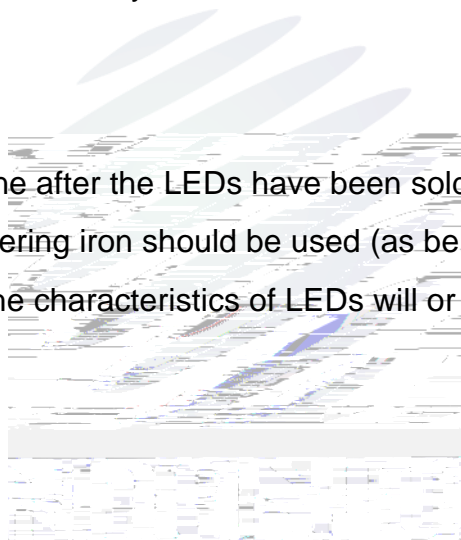 ne after the LEDs have been sold
ering iron should be used (as be
ne characteristics of LEDs will or